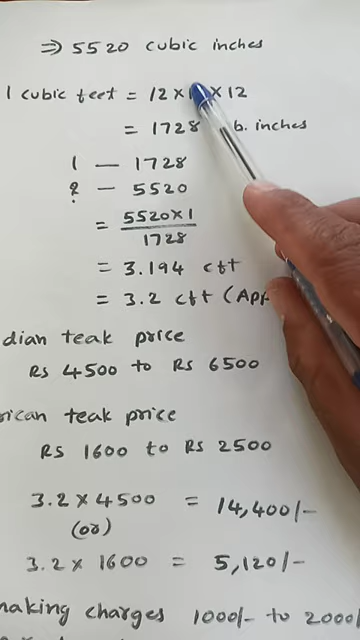 ⇒ 5520 cubic inches
1 cubic feet = 12 × 1 × 12
= 1728 b. inches
1 — 1728
? — 5520
= 5520×1
1728
= 3.194 cft
= 3.2 cft (App
dian teak price
Rs 4500 to Rs 6500
rican teak price
Rs 1600 to Rs 2500
3.2 × 4500 = 14,400/-
(or)
3.2 × 1600 = 5,120/-
making charges 1000/- to 2000/